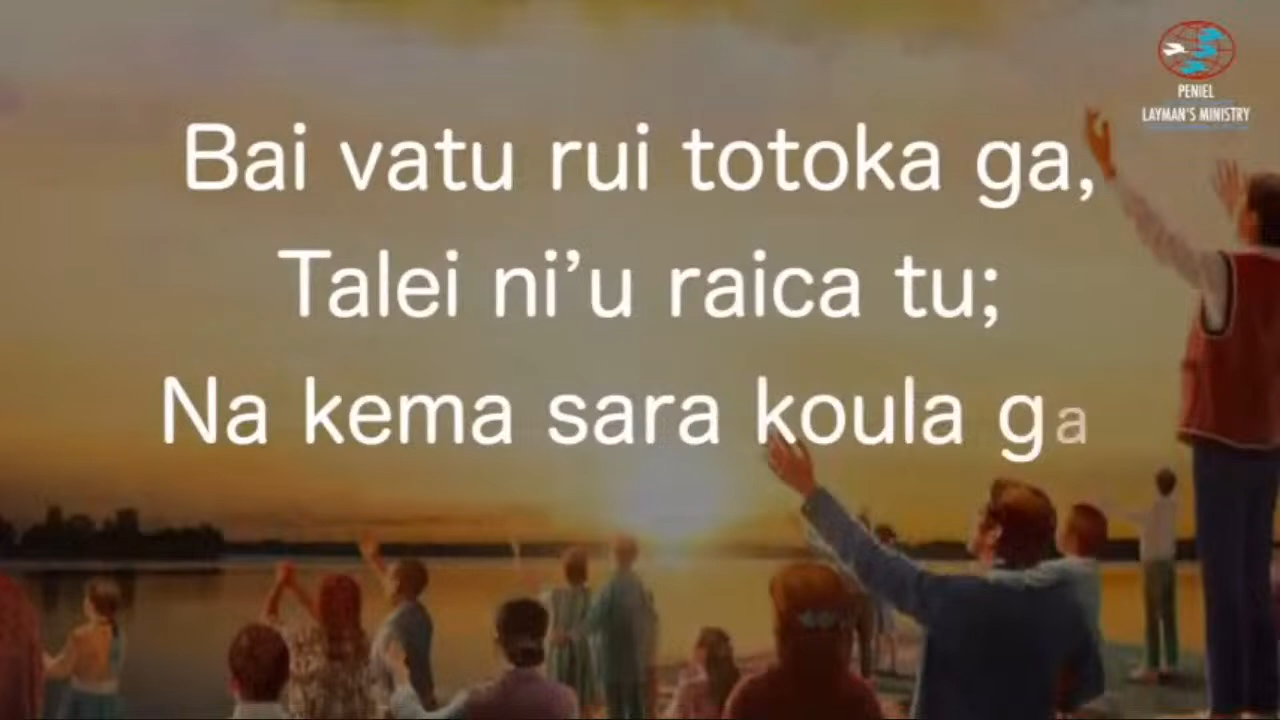 PENIEL
LAYMAN'S MINISTRY
Bai vatu rui totoka ga,
Talei ni’u raica tu;
Na kema sara koula ga